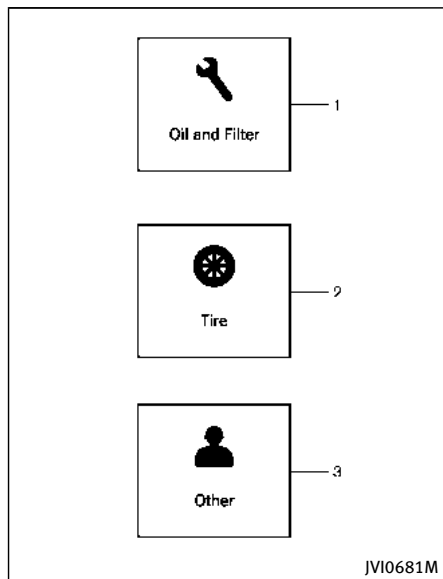 Oil and Filter
1
Tire
2
Other
3
JVI0681M